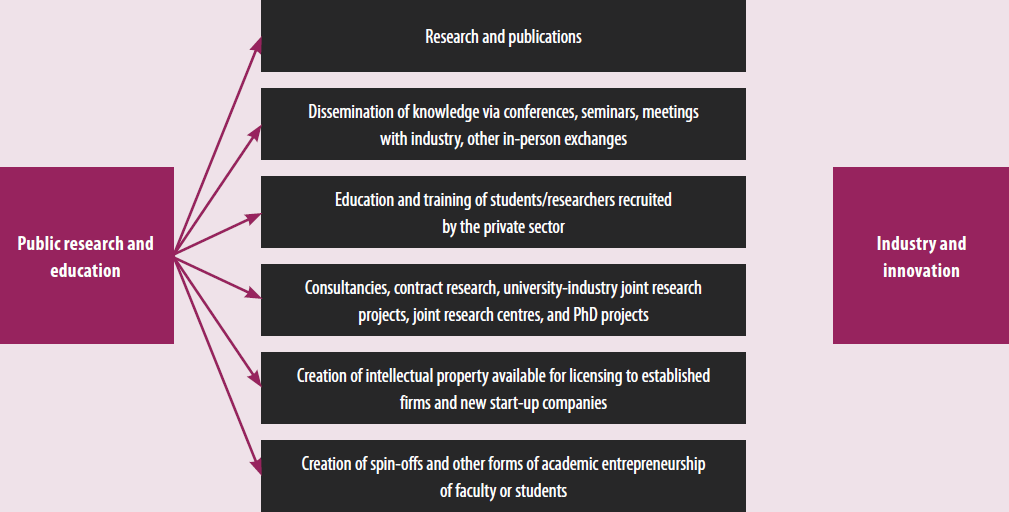 Research and publications
Dissemination of knowledge via conferences, seminars, meetings
with industry, other in-person exchanges
Education and training of students/researchers recruited
by the private sector
Public research and
education
Industry and
innovation
Consultancies, contract research, university-industry joint research
projects, joint research centres, and PhD projects
Creation of intellectual property available for licensing to established
firms and new start-up companies
Creation of spin-offs and other forms of academic entrepreneurship
of faculty or students